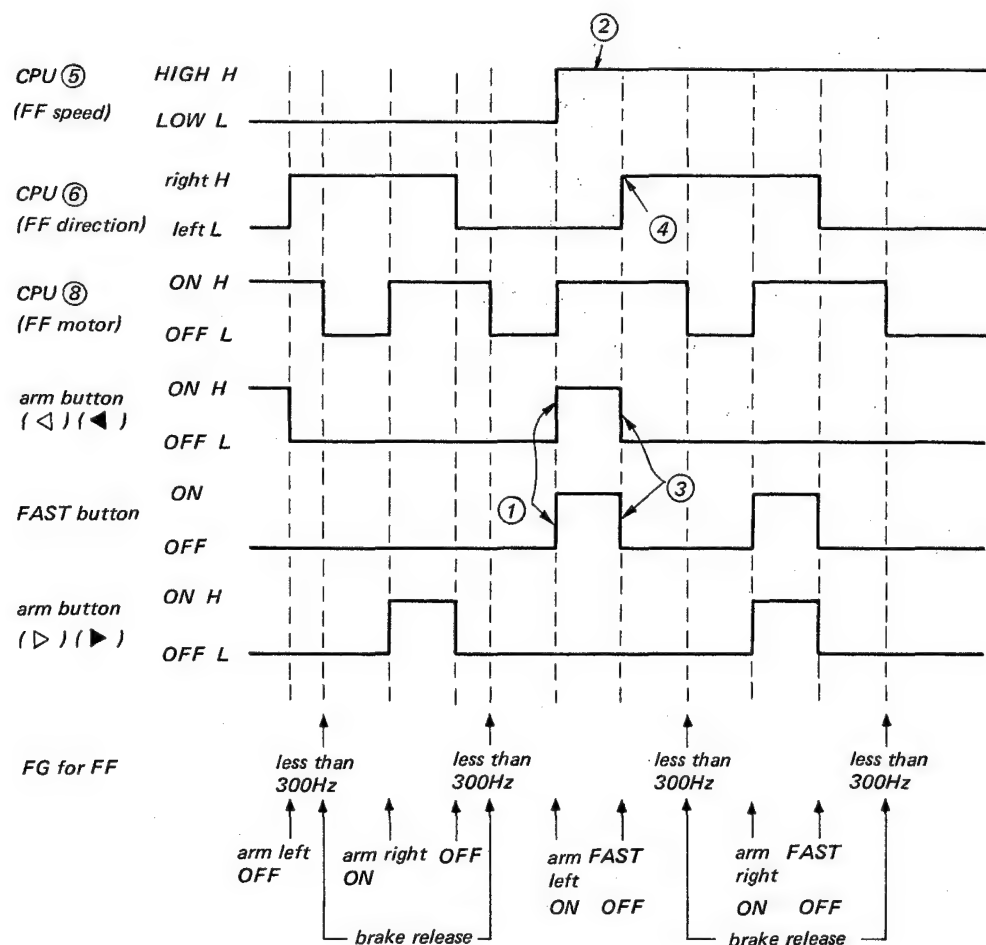 ②
CPU ⑤
(FF speed)
HIGH H
LOW L
CPU ⑥
(FF direction)
right H
left L
④
CPU ⑧
(FF motor)
ON H
OFF L
arm button
(◁)(◀)
ON H
OFF L
①
③
FAST button
ON
OFF
arm button
(▷)(▶)
ON H
OFF L
FG for FF
less than
300Hz
less than
300Hz
less than
300Hz
less than
300Hz
arm left
OFF
arm right OFF
ON
arm FAST
left
ON OFF
arm FAST
right
ON OFF
brake release
brake release